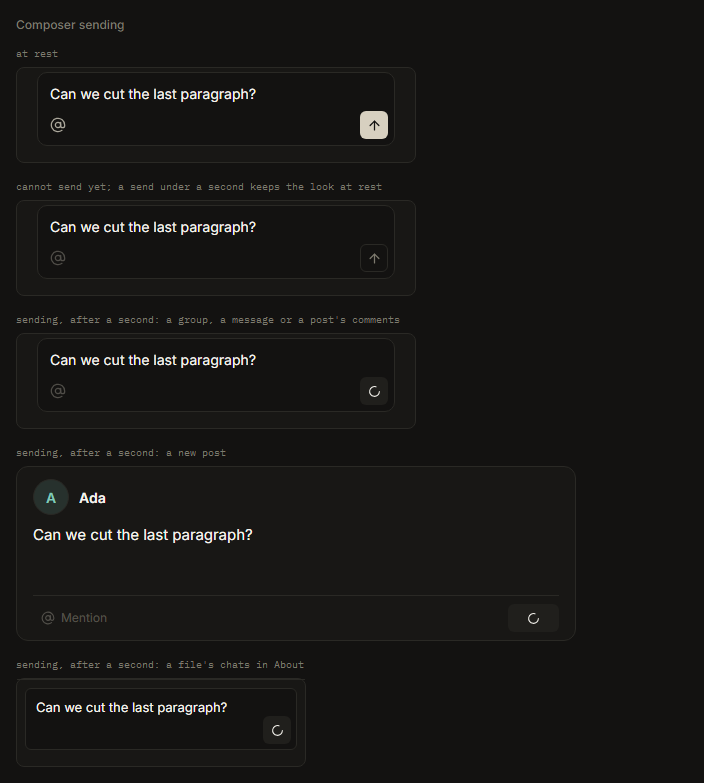 Composer sending
at rest
Can we cut the last paragraph?
@
cannot send yet; a send under a second keeps the look at rest
Can we cut the last paragraph?
@
sending, after a second: a group, a message or a post's comments
Can we cut the last paragraph?
@
sending, after a second: a new post
A Ada
Can we cut the last paragraph?
@ Mention
sending, after a second: a file's chats in About
Can we cut the last paragraph?